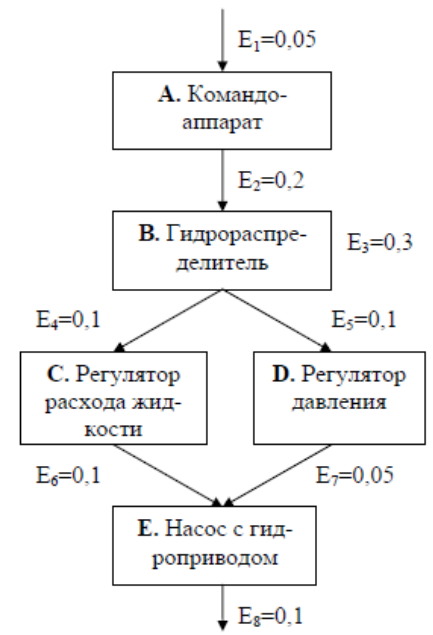 E₁=0,05
A. Командо-
аппарат
E₂=0,2
B. Гидрораспре-
делитель
E₃=0,3
E₄=0,1
E₅=0,1
C. Регулятор
расхода жид-
кости
D. Регулятор
давления
E₆=0,1
E₇=0,05
E. Насос с гид-
роприводом
E₈=0,1